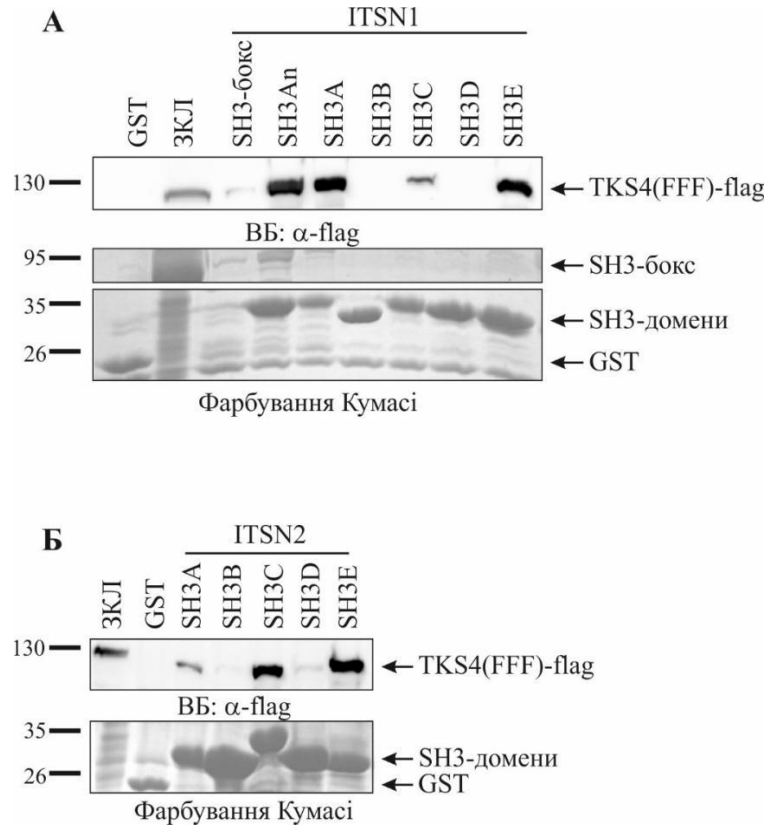 А
ITSN1
GST
ЗКЛ
SH3-бокс
SH3An
SH3A
SH3B
SH3C
SH3D
SH3E
130
TKS4(FFF)-flag
ВБ: α-flag
95
SH3-бокс
35
SH3-домени
26
GST
Фарбування Кумасі
Б
ITSN2
ЗКЛ
GST
SH3A
SH3B
SH3C
SH3D
SH3E
130
TKS4(FFF)-flag
ВБ: α-flag
35
SH3-домени
26
GST
Фарбування Кумасі